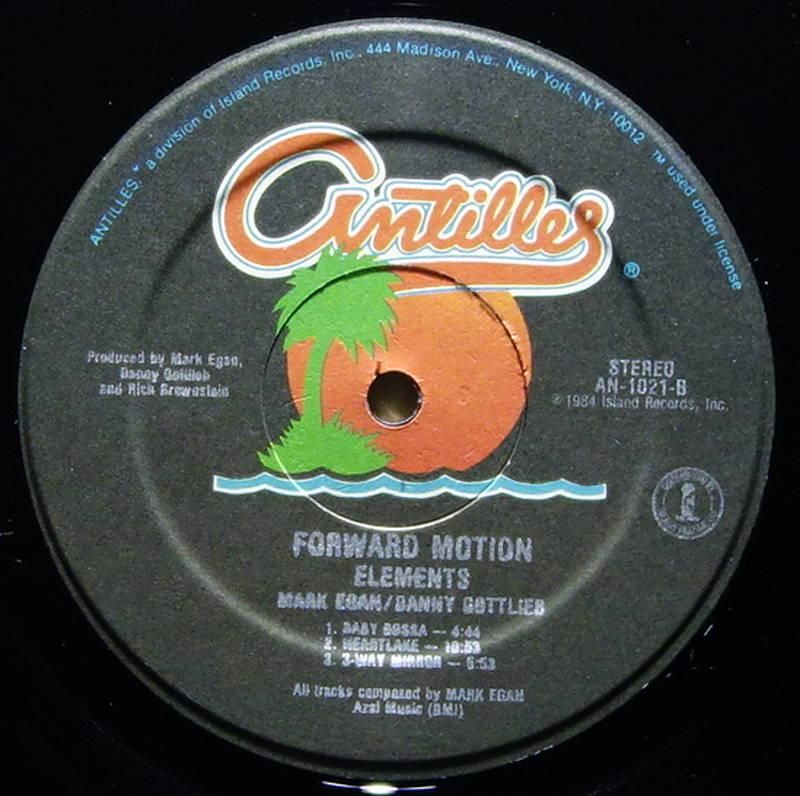 ANTILLES,™ a division of Island Records, Inc., 444 Madison Ave., New York, N.Y. 10012 ™ used under license
Antilles
®
Produced by Mark Egan,
Danny Gottlieb
and Rick Brownstein
STEREO
AN-1021-B
℗ 1984 Island Records, Inc.
FORWARD MOTION
ELEMENTS
MARK EGAN/DANNY GOTTLIEB
1. BABY BOSSA — 4:44
2. HEARTLAKE — 10:53
3. 3-WAY MIRROR — 5:53
All tracks composed by MARK EGAN
Azal Music (BMI)